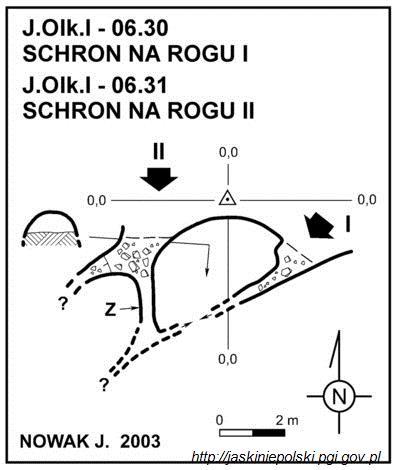 J.Olk.I - 06.30
SCHRON NA ROGU I
J.Olk.I - 06.31
SCHRON NA ROGU II
II
0,0
0,0
0,0
I
?
Z
?
0,0
N
0 2 m
NOWAK J. 2003
http://jaskiniepolski.pgi.gov.pl